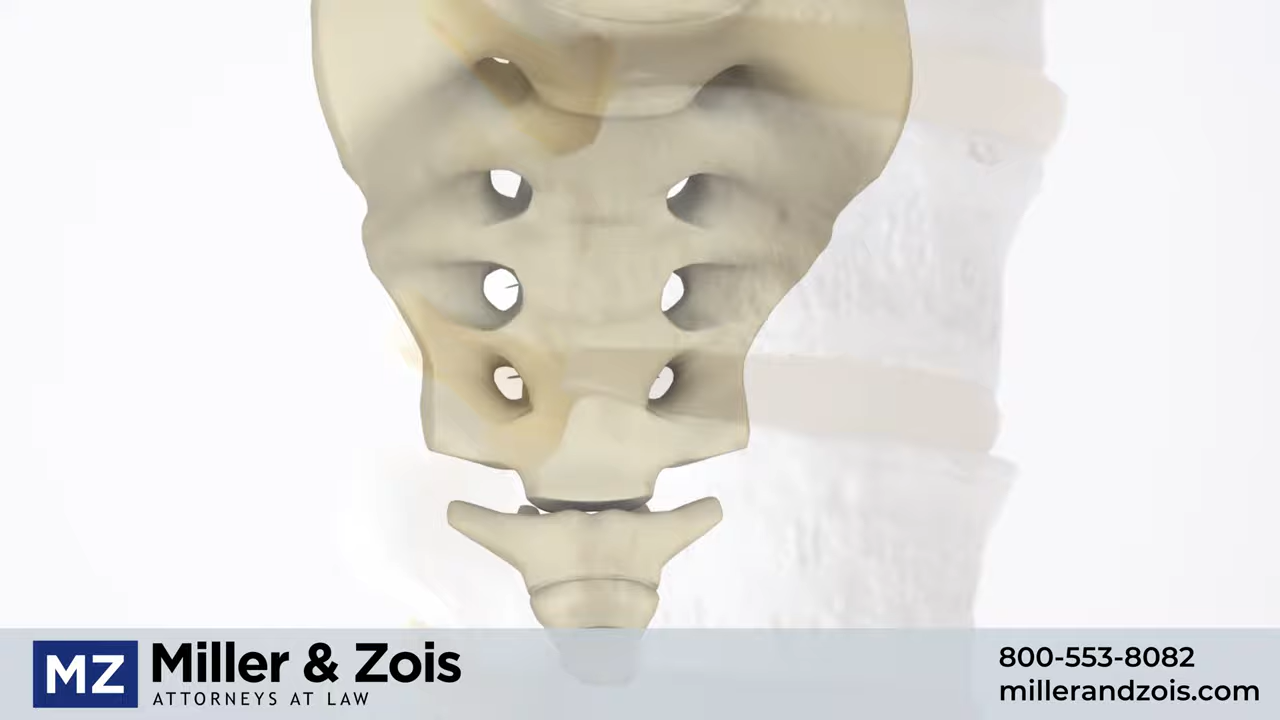 MZ
Miller & Zois
ATTORNEYS AT LAW
800-553-8082
millerandzois.com